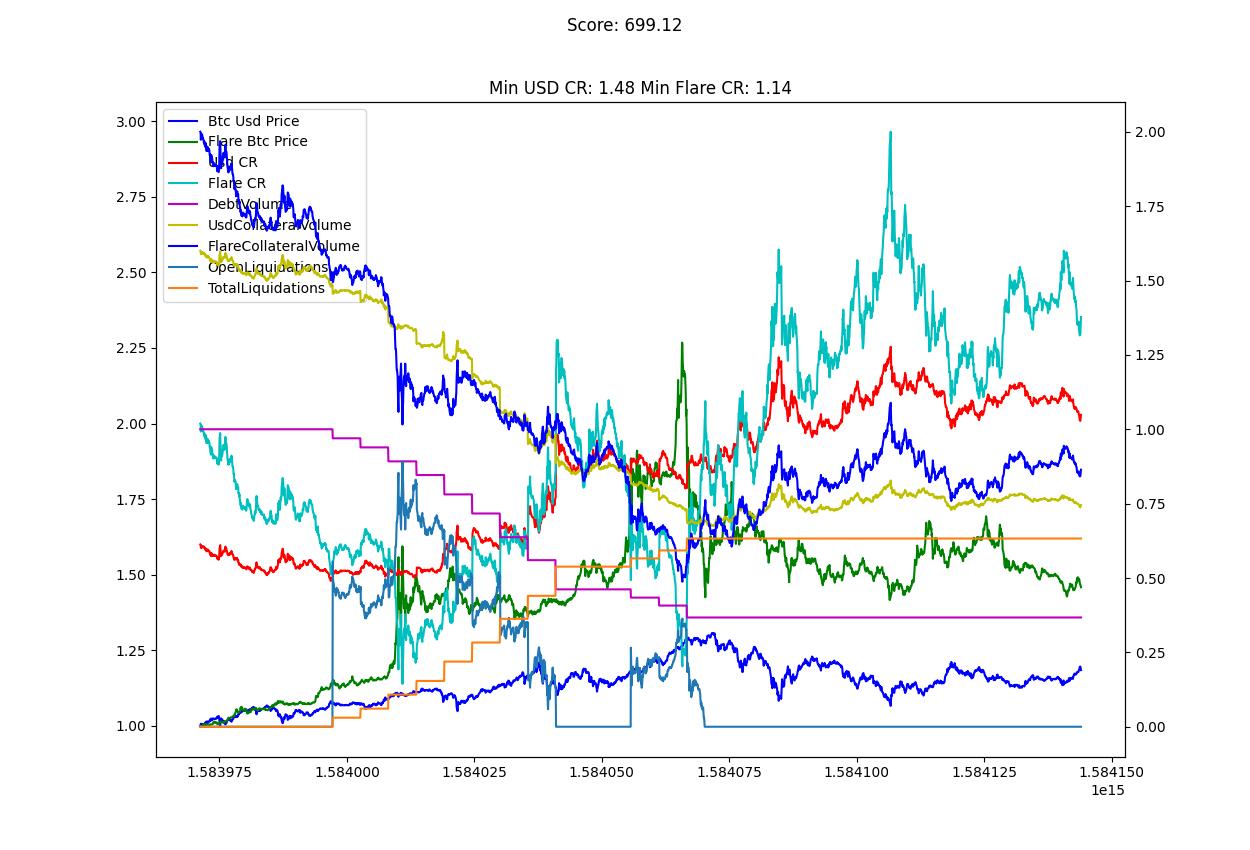 Score: 699.12
Min USD CR: 1.48 Min Flare CR: 1.14
Btc Usd Price
Flare Btc Price
Usd CR
Flare CR
DebtVolume
UsdCollateralVolume
FlareCollateralVolume
OpenLiquidations
TotalLiquidations
3.00
2.75
2.50
2.25
2.00
1.75
1.50
1.25
1.00
2.00
1.75
1.50
1.25
1.00
0.75
0.50
0.25
0.00
1.583975 1.584000 1.584025 1.584050 1.584075 1.584100 1.584125 1.584150
1e15